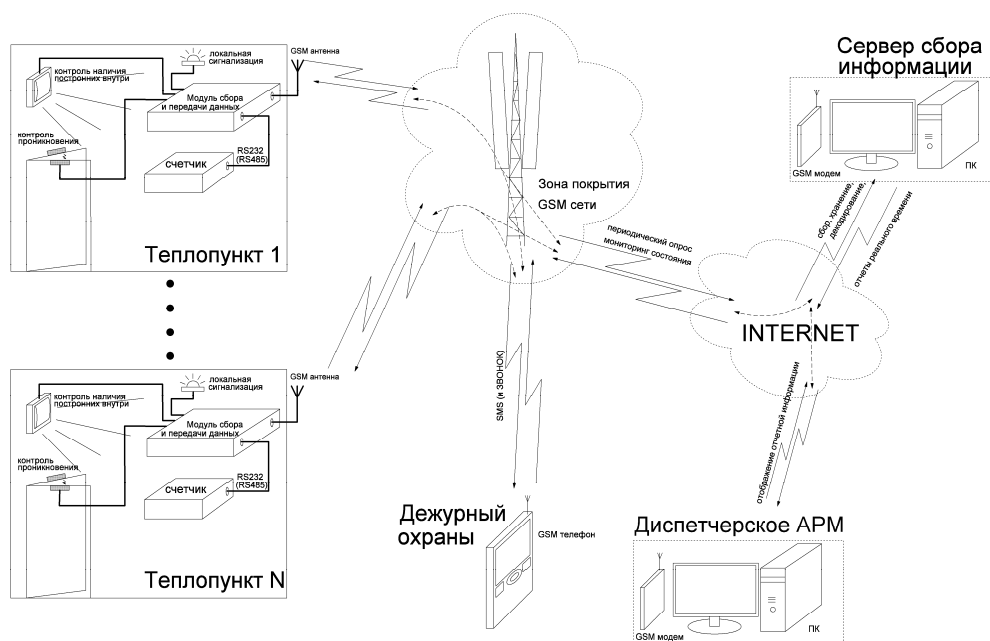 локальная
сигнализация
GSM антенна
контроль наличия
посτронних внутри
Модуль сбора
и передачи данных
контроль
проникновения
RS232
(RS485)
счетчик
Теплопункт 1
Зона покрытия
GSM сети
Сервер сбора
информации
GSM модем
ПК
сбор, хранение,
декодирование,
отчеты реального времени
периодический опрос
мониторинг состояния
INTERNET
локальная
сигнализация
GSM антенна
контроль наличия
посτронних внутри
Модуль сбора
и передачи данных
контроль
проникновения
RS232
(RS485)
счетчик
Теплопункт N
SMS (и ЗВОНОК)
Дежурный
охраны
GSM телефон
отображение отчетной информации
Диспетчерское АРМ
GSM модем
ПК